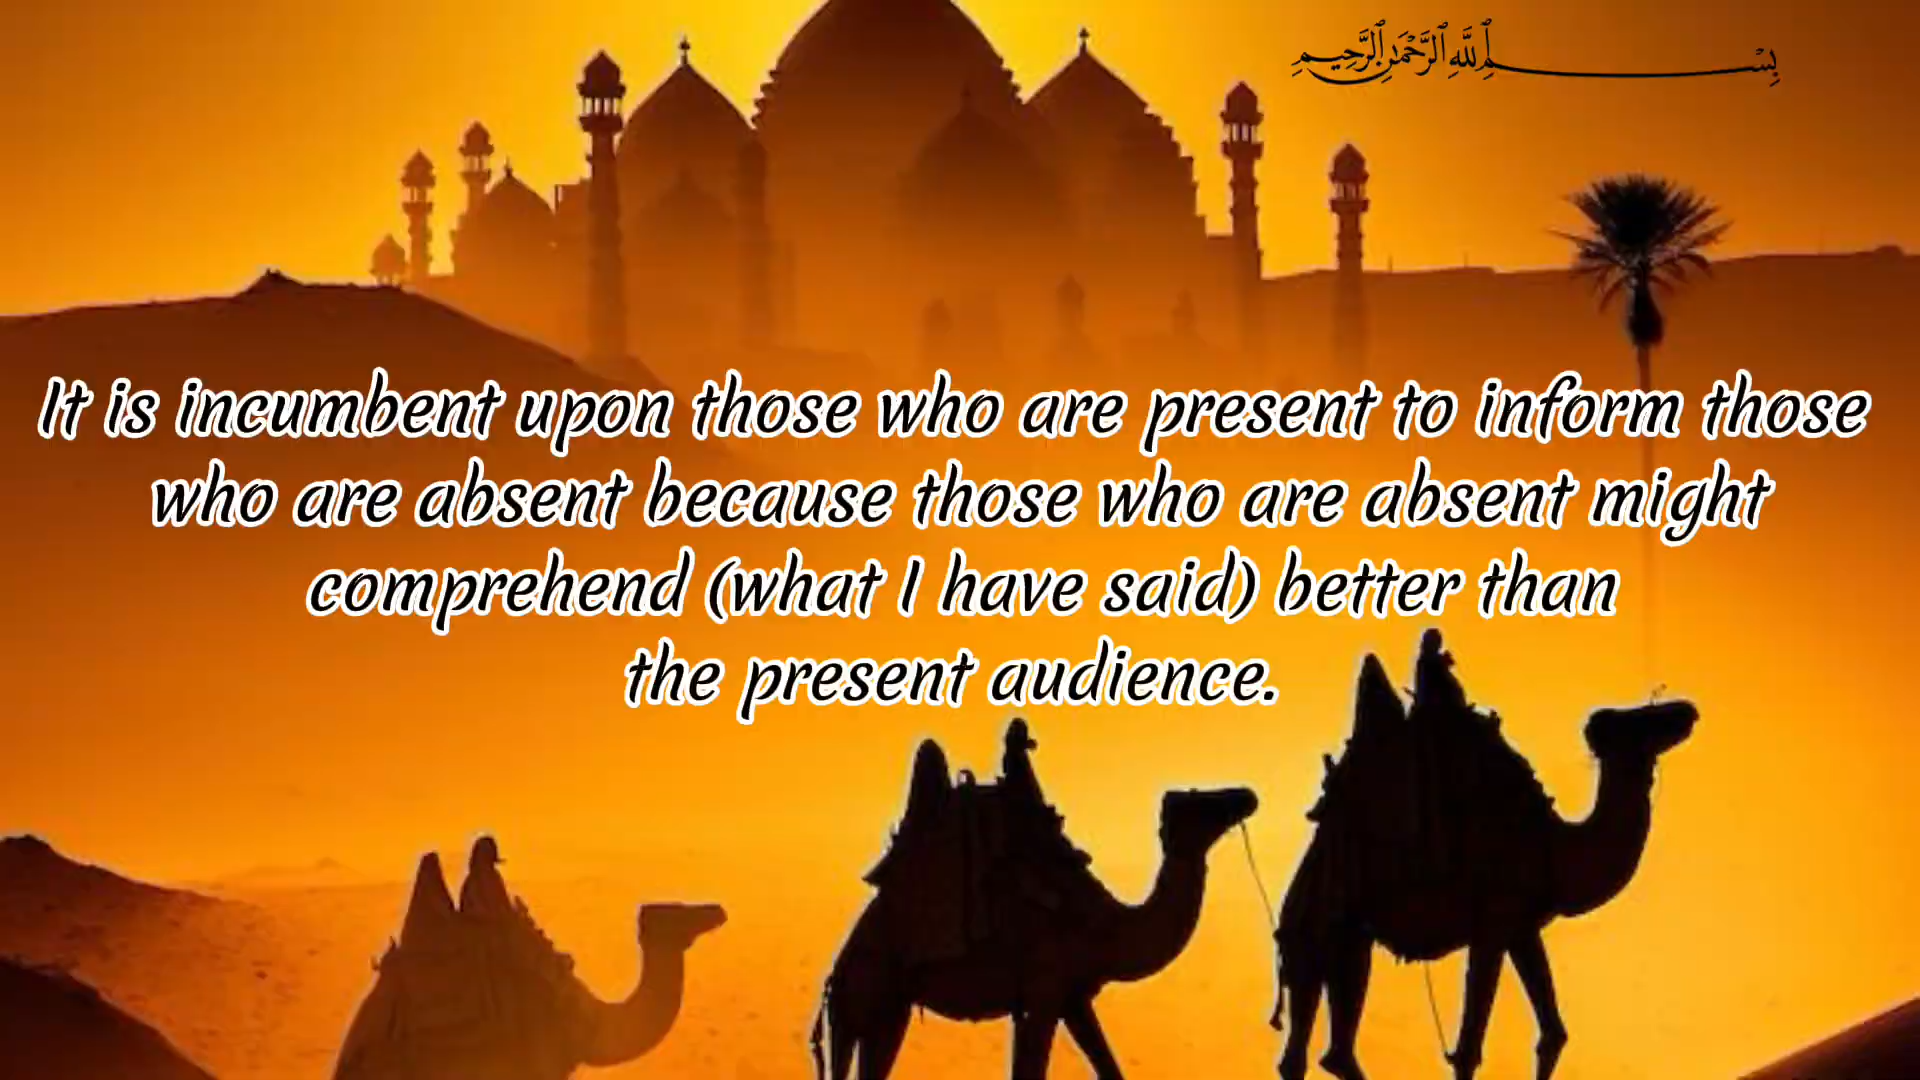 بِسْمِ ٱللَّهِ ٱلرَّحْمَٰنِ ٱلرَّحِيمِ
It is incumbent upon those who are present to inform those
who are absent because those who are absent might
comprehend (what I have said) better than
the present audience.